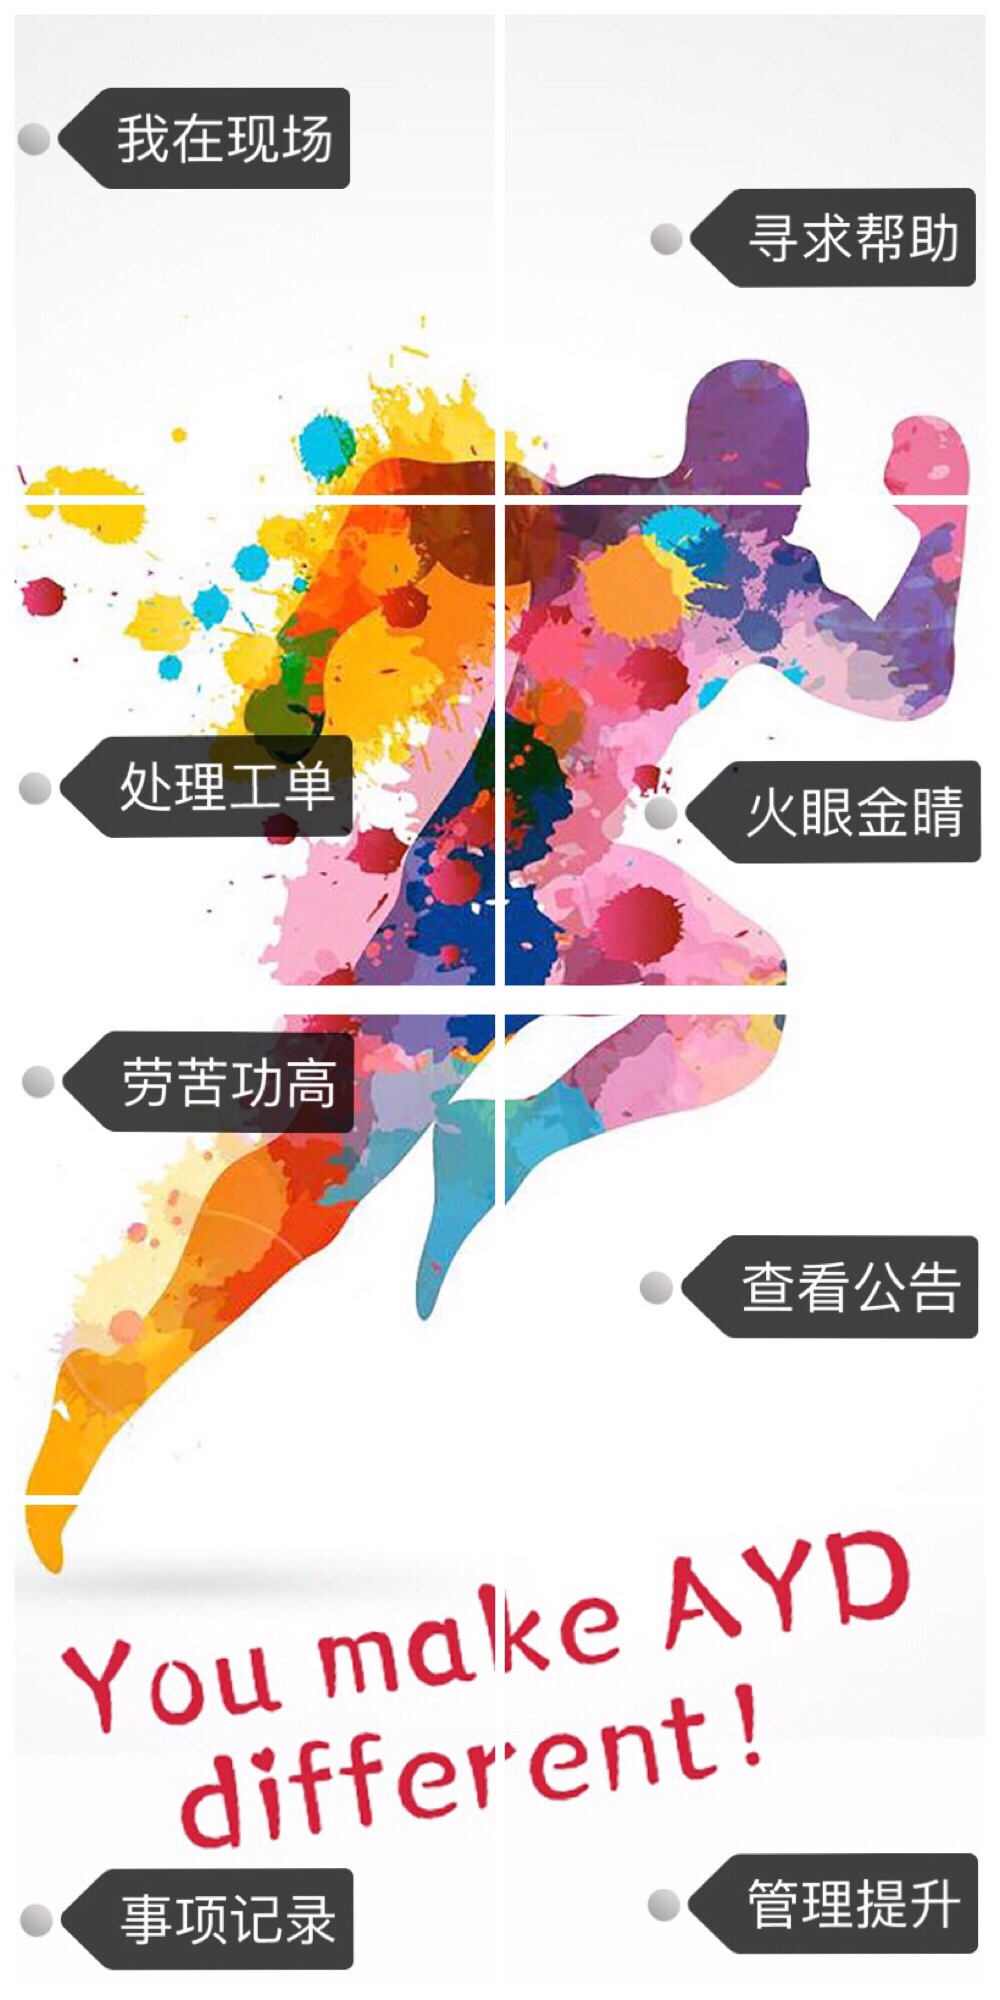 我在现场
寻求帮助
处理工单
火眼金睛
劳苦功高
查看公告
You make AYD
different!
事项记录
管理提升